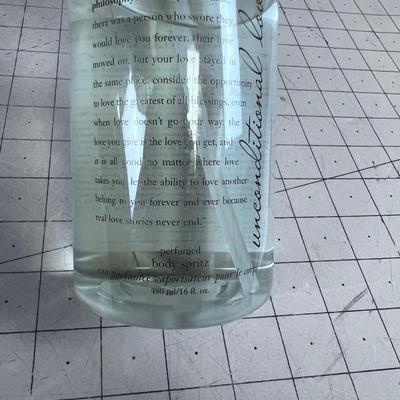 philosophy
there was a person who swore they
would love you forever. their love
moved on, but your love stayed in
the same place. consider the opportunity
to love the greatest of all blessings. even
when love doesn't go your way, the
love you give is the love you get, and
it is all good no matter where love
takes you. let the ability to love another
belong to you forever and ever because
real love stories never end."
unconditional love
perfumed
body spritz
eau parfumée vaporisateur pour le corps
480 ml/16 fl. oz.